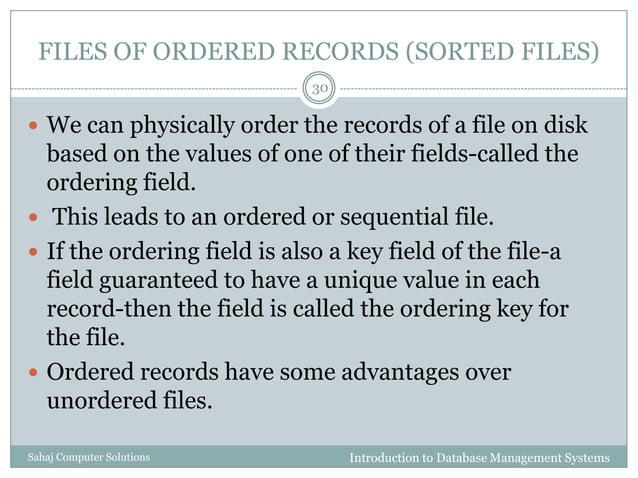 FILES OF ORDERED RECORDS (SORTED FILES)
30
• We can physically order the records of a file on disk
based on the values of one of their fields-called the
ordering field.
• This leads to an ordered or sequential file.
• If the ordering field is also a key field of the file-a
field guaranteed to have a unique value in each
record-then the field is called the ordering key for
the file.
• Ordered records have some advantages over
unordered files.
Sahaj Computer Solutions
Introduction to Database Management Systems